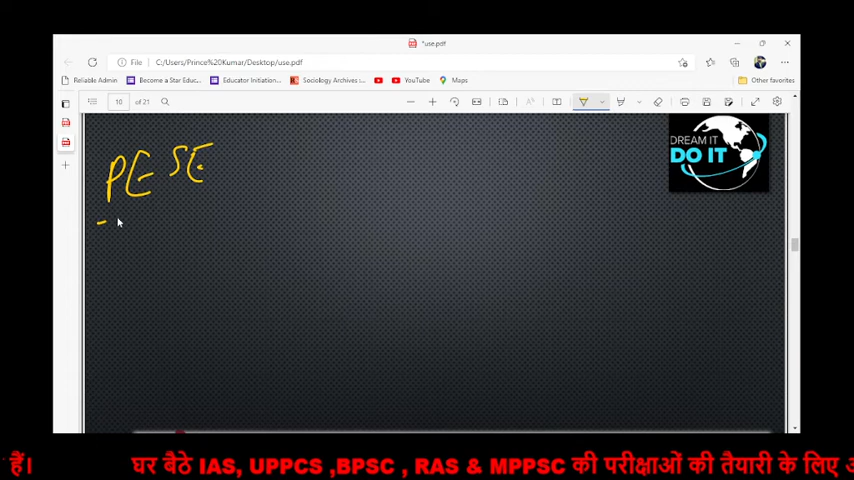 *use.pdf
File C:/Users/Prince%20Kumar/Desktop/use.pdf
Reliable Admin Become a Star Educ... Educator Initiation... Sociology Archives |... YouTube Maps Other favorites
10 of 21
DREAM IT
DO IT
PE SE
-
हैं। घर बैठे IAS, UPPCS ,BPSC , RAS & MPPSC की परीक्षाओं की तैयारी के लिए